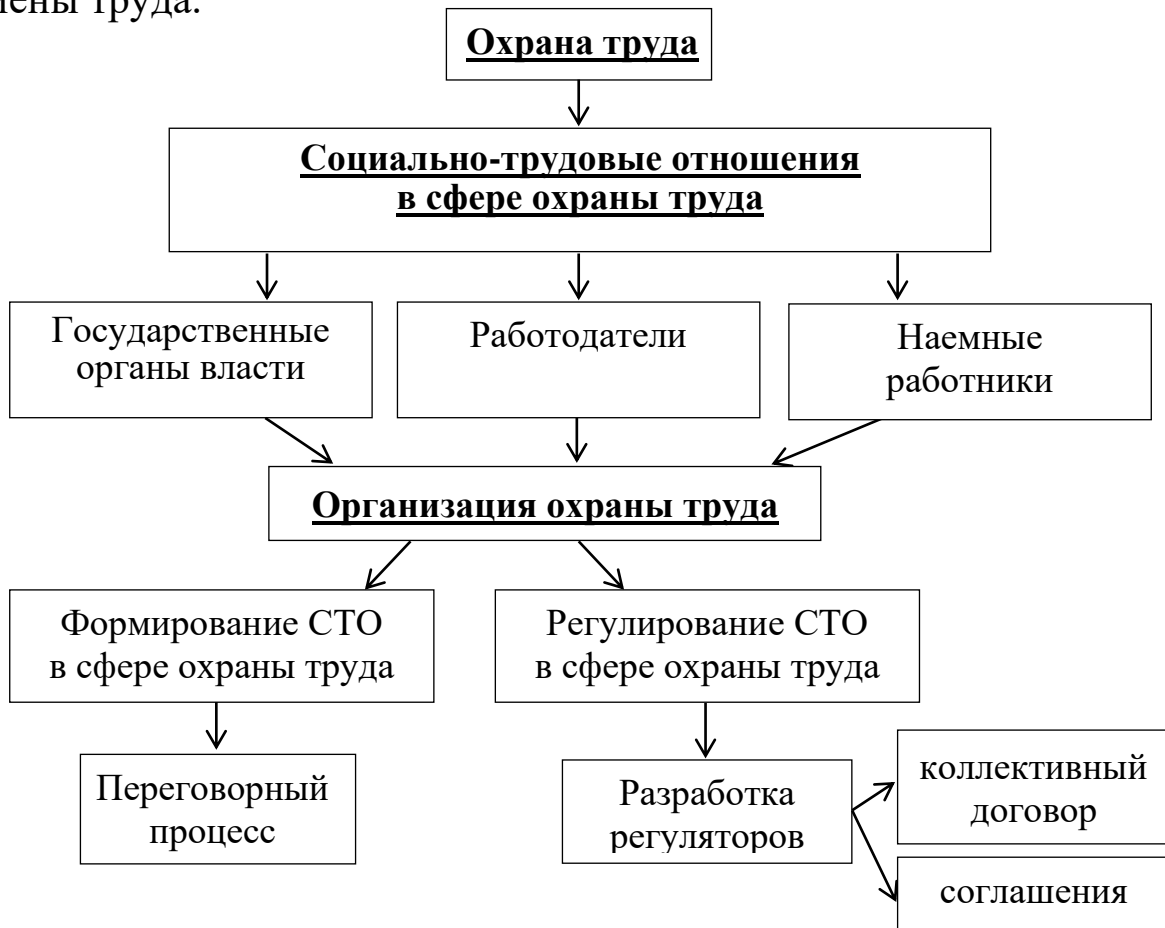 труда.
Охрана труда
Социально-трудовые отношения
в сфере охраны труда
Государственные
органы власти
Работодатели
Наемные
работники
Организация охраны труда
Формирование СТО
в сфере охраны труда
Регулирование СТО
в сфере охраны труда
Переговорный
процесс
Разработка
регуляторов
коллективный
договор
соглашения